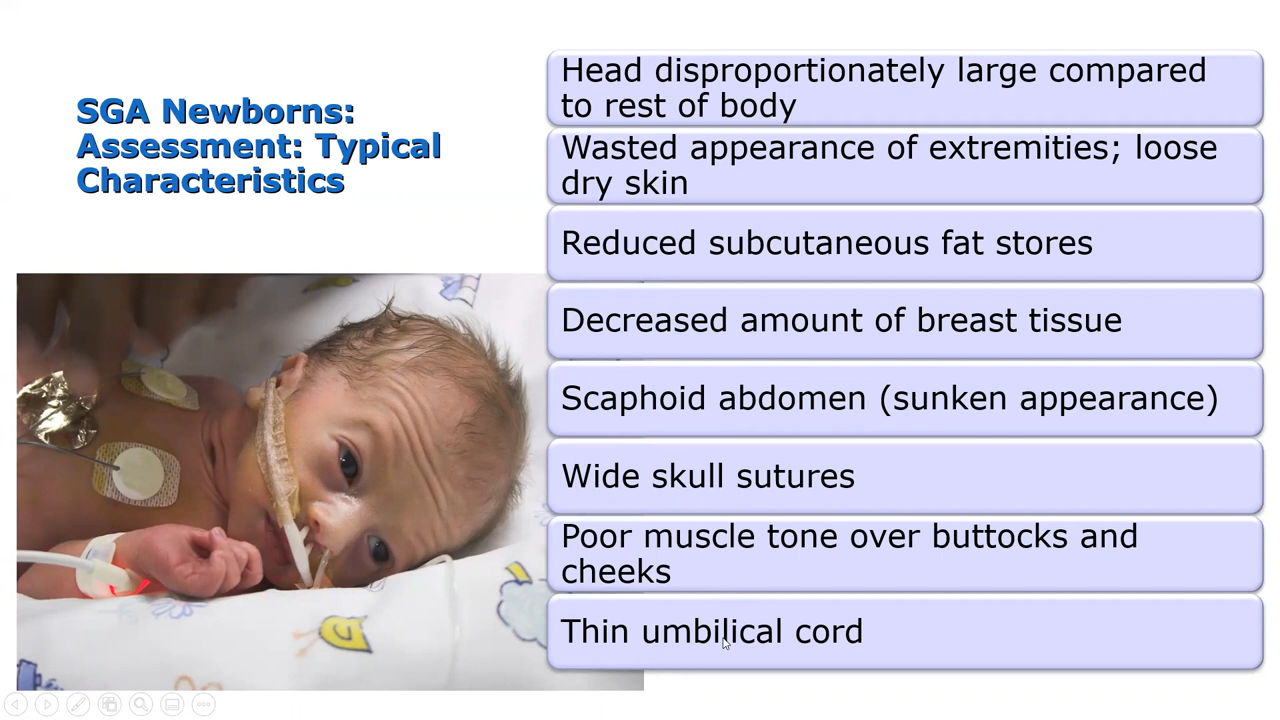 SGA Newborns:
Assessment: Typical
Characteristics
Head disproportionately large compared
to rest of body
Wasted appearance of extremities; loose
dry skin
Reduced subcutaneous fat stores
Decreased amount of breast tissue
Scaphoid abdomen (sunken appearance)
Wide skull sutures
Poor muscle tone over buttocks and
cheeks
Thin umbilical cord